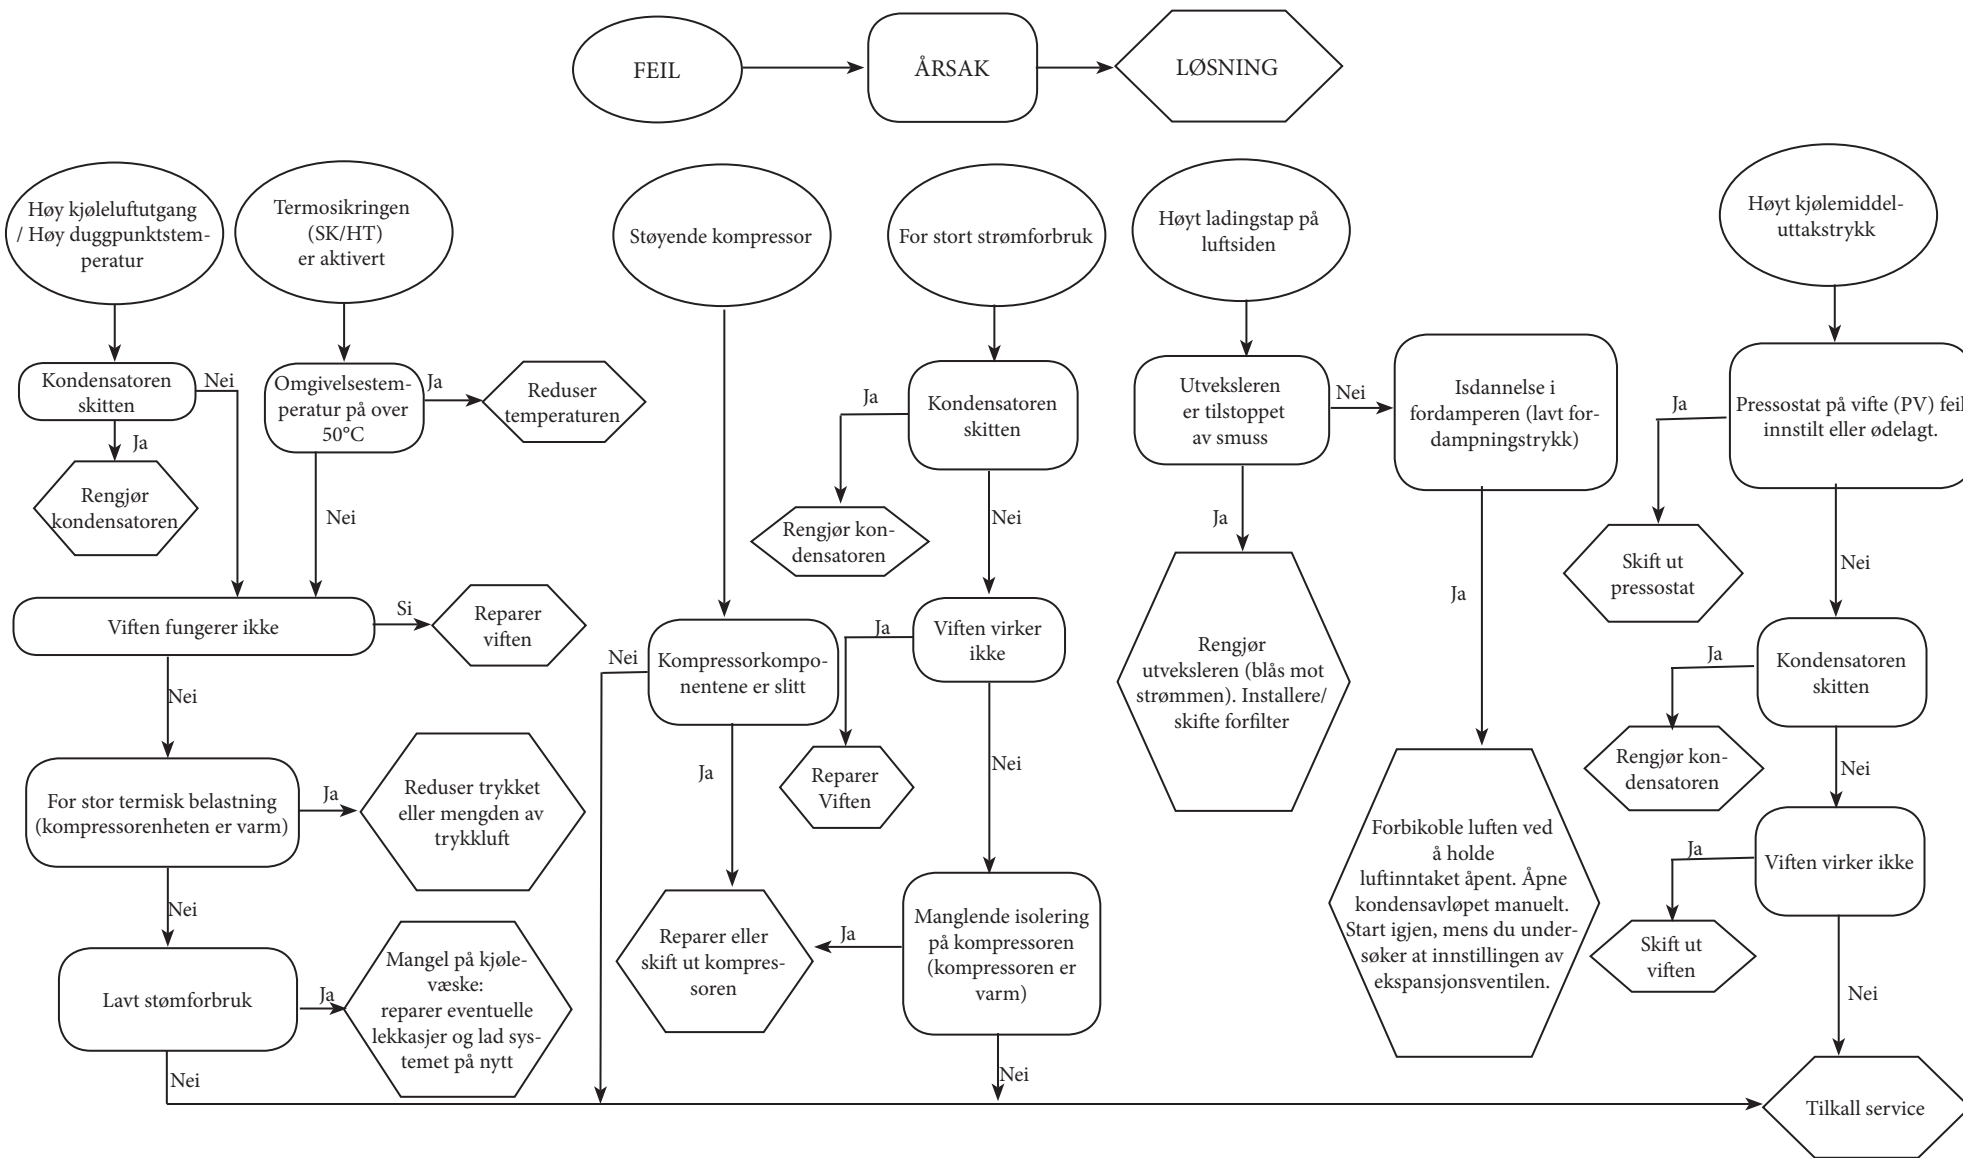 FEIL
ÅRSAK
LØSNING
Høy kjøleluftutgang
/ Høy duggpunktstem-
peratur
Termosikringen
(SK/HT)
er aktivert
Støyende kompressor
For stort strømforbruk
Høyt ladingstap på
luftsiden
Høyt kjølemiddel-
uttakstrykk
Kondensatoren
skitten
Nei
Ja
Rengjør
kondensatoren
Omgivelsestem-
peratur på over
50°C
Ja
Reduser
temperaturen
Nei
Viften fungerer ikke
Si
Reparer
viften
Nei
For stor termisk belastning
(kompressorenheten er varm)
Ja
Reduser trykket
eller mengden av
trykkluft
Nei
Lavt stømforbruk
Ja
Mangel på kjøle-
væske:
reparer eventuelle
lekkasjer og lad sys-
temet på nytt
Nei
Kompressorkompo-
nentene er slitt
Nei
Ja
Reparer eller
skift ut kompres-
soren
Kondensatoren
skitten
Ja
Rengjør kon-
densatoren
Nei
Viften virker
ikke
Ja
Reparer
Viften
Nei
Manglende isolering
på kompressoren
(kompressoren er
varm)
Ja
Nei
Utveksleren
er tilstoppet
av smuss
Nei
Ja
Rengjør
utveksleren (blås mot
strømmen). Installere/
skifte forfilter
Isdannelse i
fordamperen (lavt for-
dampningstrykk)
Ja
Forbikoble luften ved
å holde
luftinntaket åpent. Åpne
kondensavløpet manuelt.
Start igjen, mens du under-
søker at innstillingen av
ekspansjonsventilen.
Pressostat på vifte (PV) feil
innstilt eller ødelagt.
Ja
Skift ut
pressostat
Nei
Kondensatoren
skitten
Ja
Rengjør kon-
densatoren
Nei
Viften virker ikke
Ja
Skift ut
viften
Nei
Tilkall service